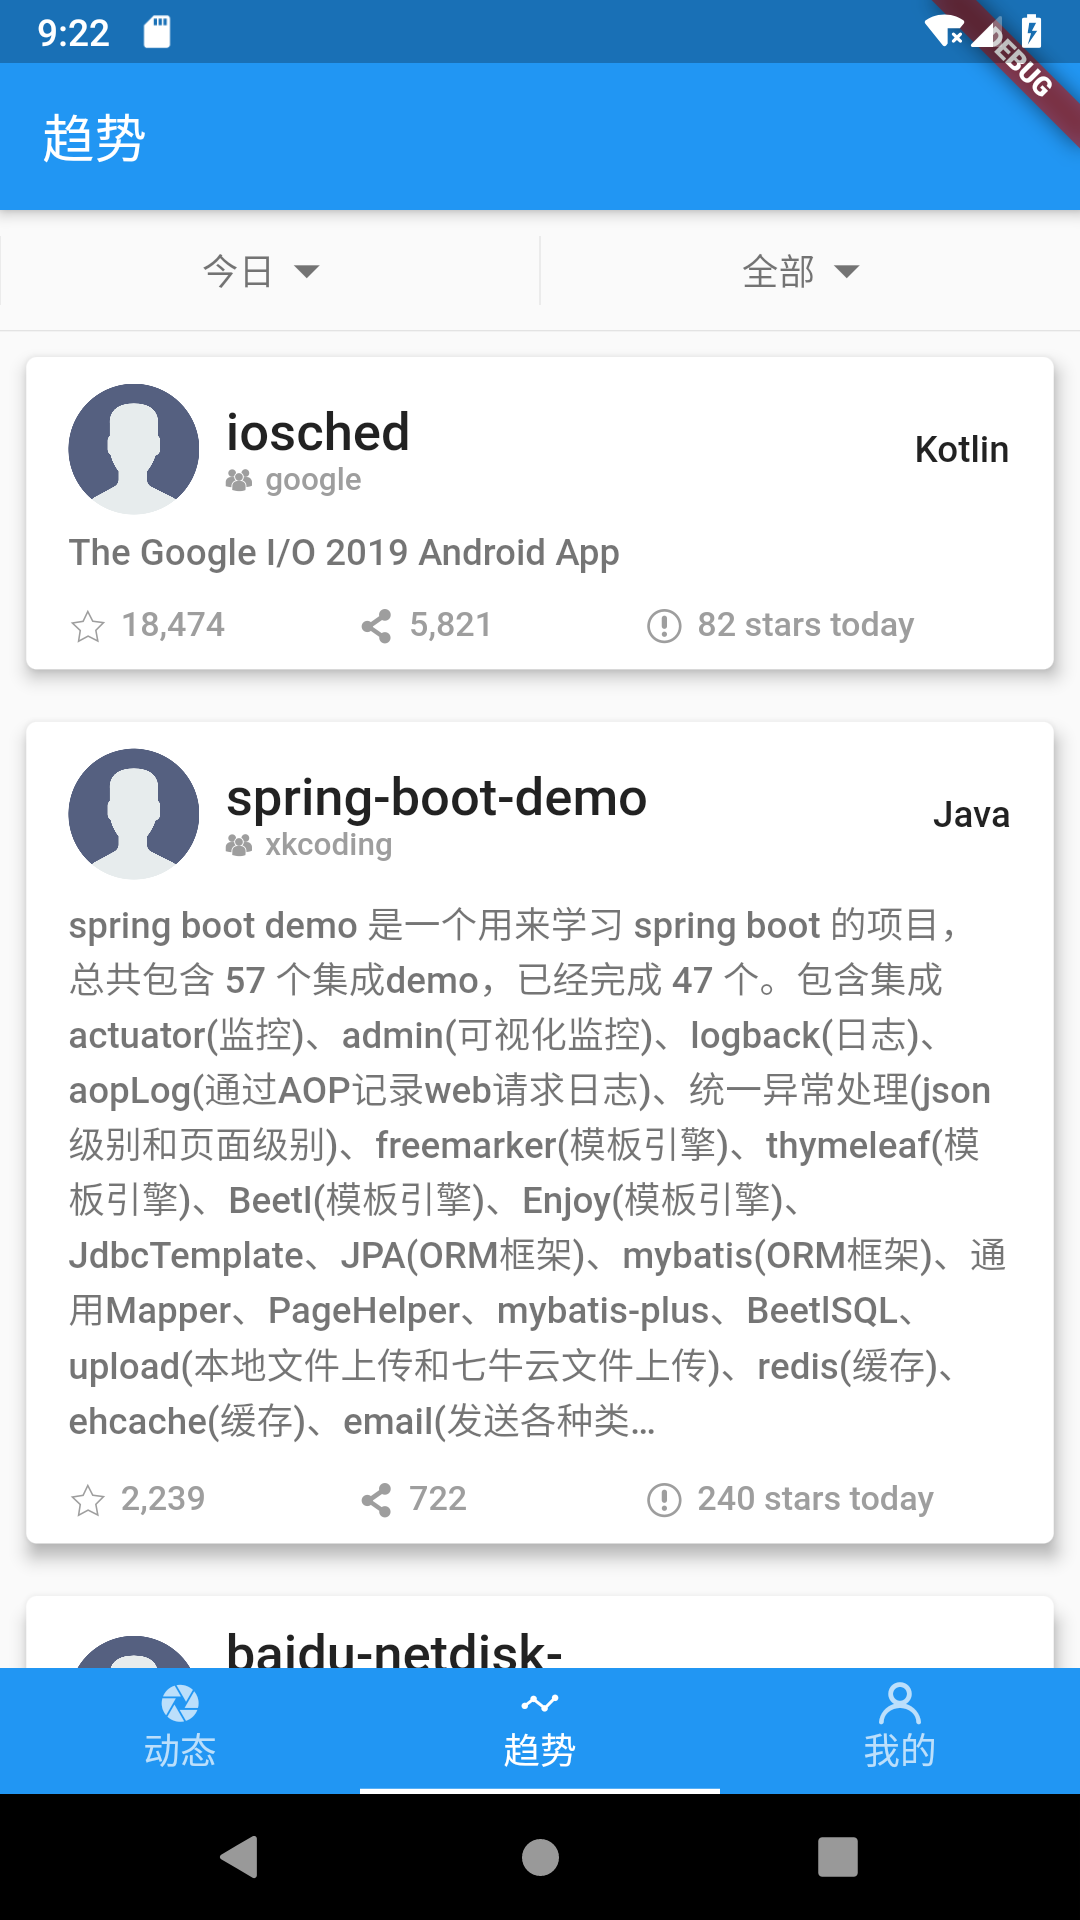 9:22
DEBUG
趋势
今日
全部
iosched
google
Kotlin
The Google I/O 2019 Android App
18,474
5,821
82 stars today
spring-boot-demo
xkcoding
Java
spring boot demo 是一个用来学习 spring boot 的项目，
总共包含 57 个集成demo，已经完成 47 个。包含集成
actuator(监控)、admin(可视化监控)、logback(日志)、
aopLog(通过AOP记录web请求日志)、统一异常处理(json
级别和页面级别)、freemarker(模板引擎)、thymeleaf(模
板引擎)、Beetl(模板引擎)、Enjoy(模板引擎)、
JdbcTemplate、JPA(ORM框架)、mybatis(ORM框架)、通
用Mapper、PageHelper、mybatis-plus、BeetlSQL、
upload(本地文件上传和七牛云文件上传)、redis(缓存)、
ehcache(缓存)、email(发送各种类...
2,239
722
240 stars today
baidu-netdisk-
动态
趋势
我的